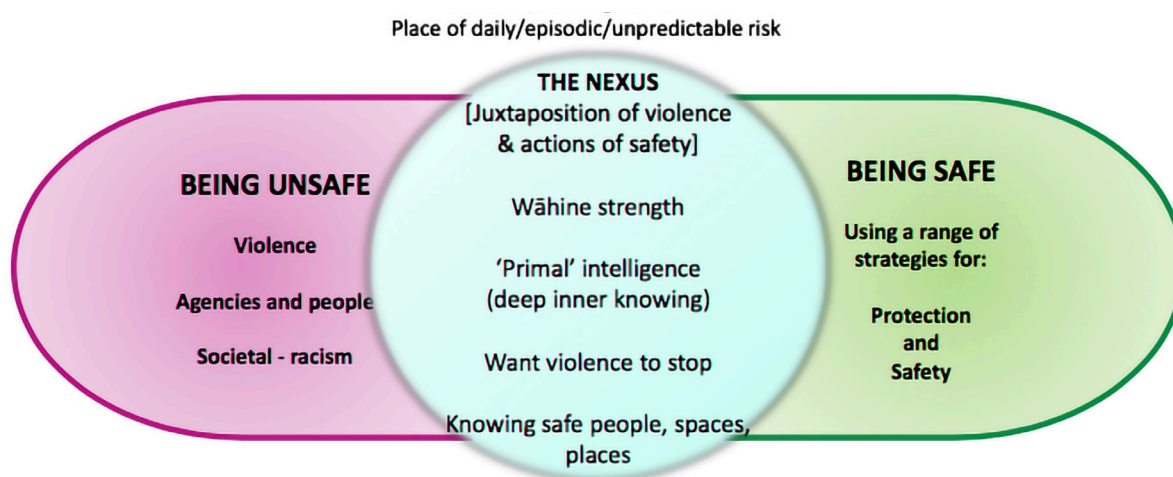 Place of daily/episodic/unpredictable risk
BEING UNSAFE
Violence
Agencies and people
Societal - racism
THE NEXUS
[Juxtaposition of violence
& actions of safety]
Wāhine strength
‘Primal’ intelligence
(deep inner knowing)
Want violence to stop
Knowing safe people, spaces,
places
BEING SAFE
Using a range of
strategies for:
Protection
and
Safety